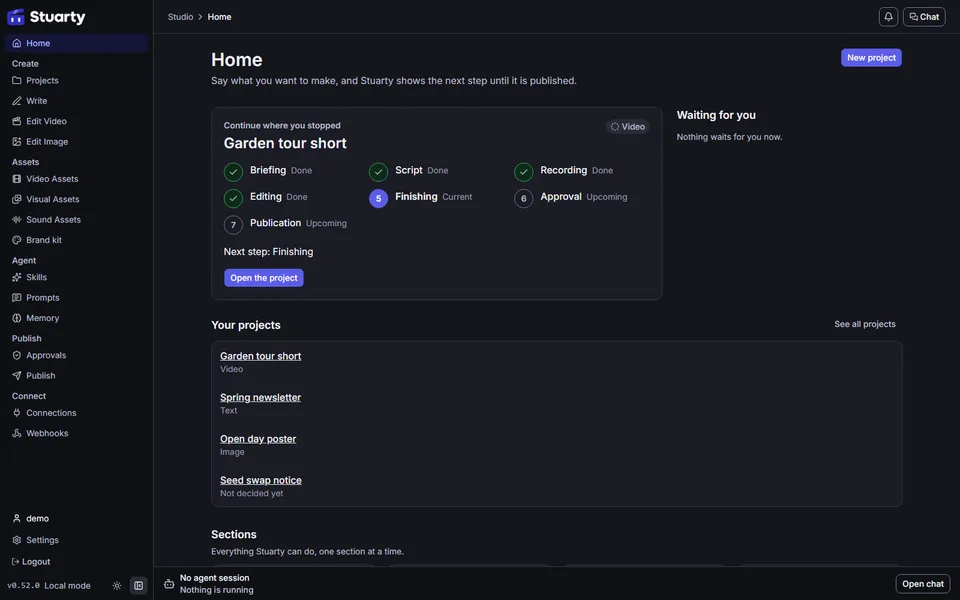 Stuarty
Home
Create
Projects
Write
Edit Video
Edit Image
Assets
Video Assets
Visual Assets
Sound Assets
Brand kit
Agent
Skills
Prompts
Memory
Publish
Approvals
Publish
Connect
Connections
Webhooks
demo
Settings
Logout
v0.52.0 Local mode
Studio > Home
Chat
Home
New project
Say what you want to make, and Stuarty shows the next step until it is published.
Continue where you stopped
Video
Garden tour short
Briefing Done
Script Done
Recording Done
Editing Done
5 Finishing Current
6 Approval Upcoming
7 Publication Upcoming
Next step: Finishing
Open the project
Waiting for you
Nothing waits for you now.
Your projects
See all projects
Garden tour short
Video
Spring newsletter
Text
Open day poster
Image
Seed swap notice
Not decided yet
Sections
Everything Stuarty can do, one section at a time.
No agent session
Nothing is running
Open chat